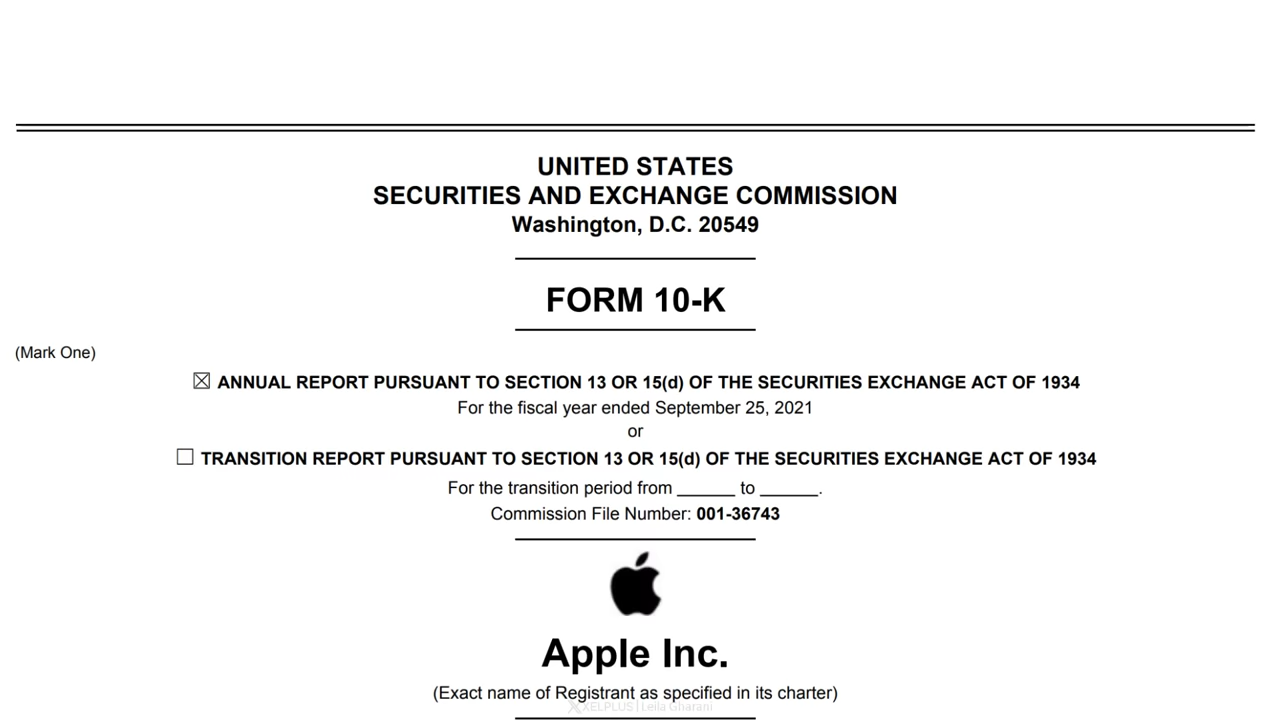 UNITED STATES
SECURITIES AND EXCHANGE COMMISSION
Washington, D.C. 20549
FORM 10-K
(Mark One)
☒ ANNUAL REPORT PURSUANT TO SECTION 13 OR 15(d) OF THE SECURITIES EXCHANGE ACT OF 1934
For the fiscal year ended September 25, 2021
or
☐ TRANSITION REPORT PURSUANT TO SECTION 13 OR 15(d) OF THE SECURITIES EXCHANGE ACT OF 1934
For the transition period from ______ to ______.
Commission File Number: 001-36743
Apple Inc.
(Exact name of Registrant as specified in its charter)
XELPLUS | Leila Gharani